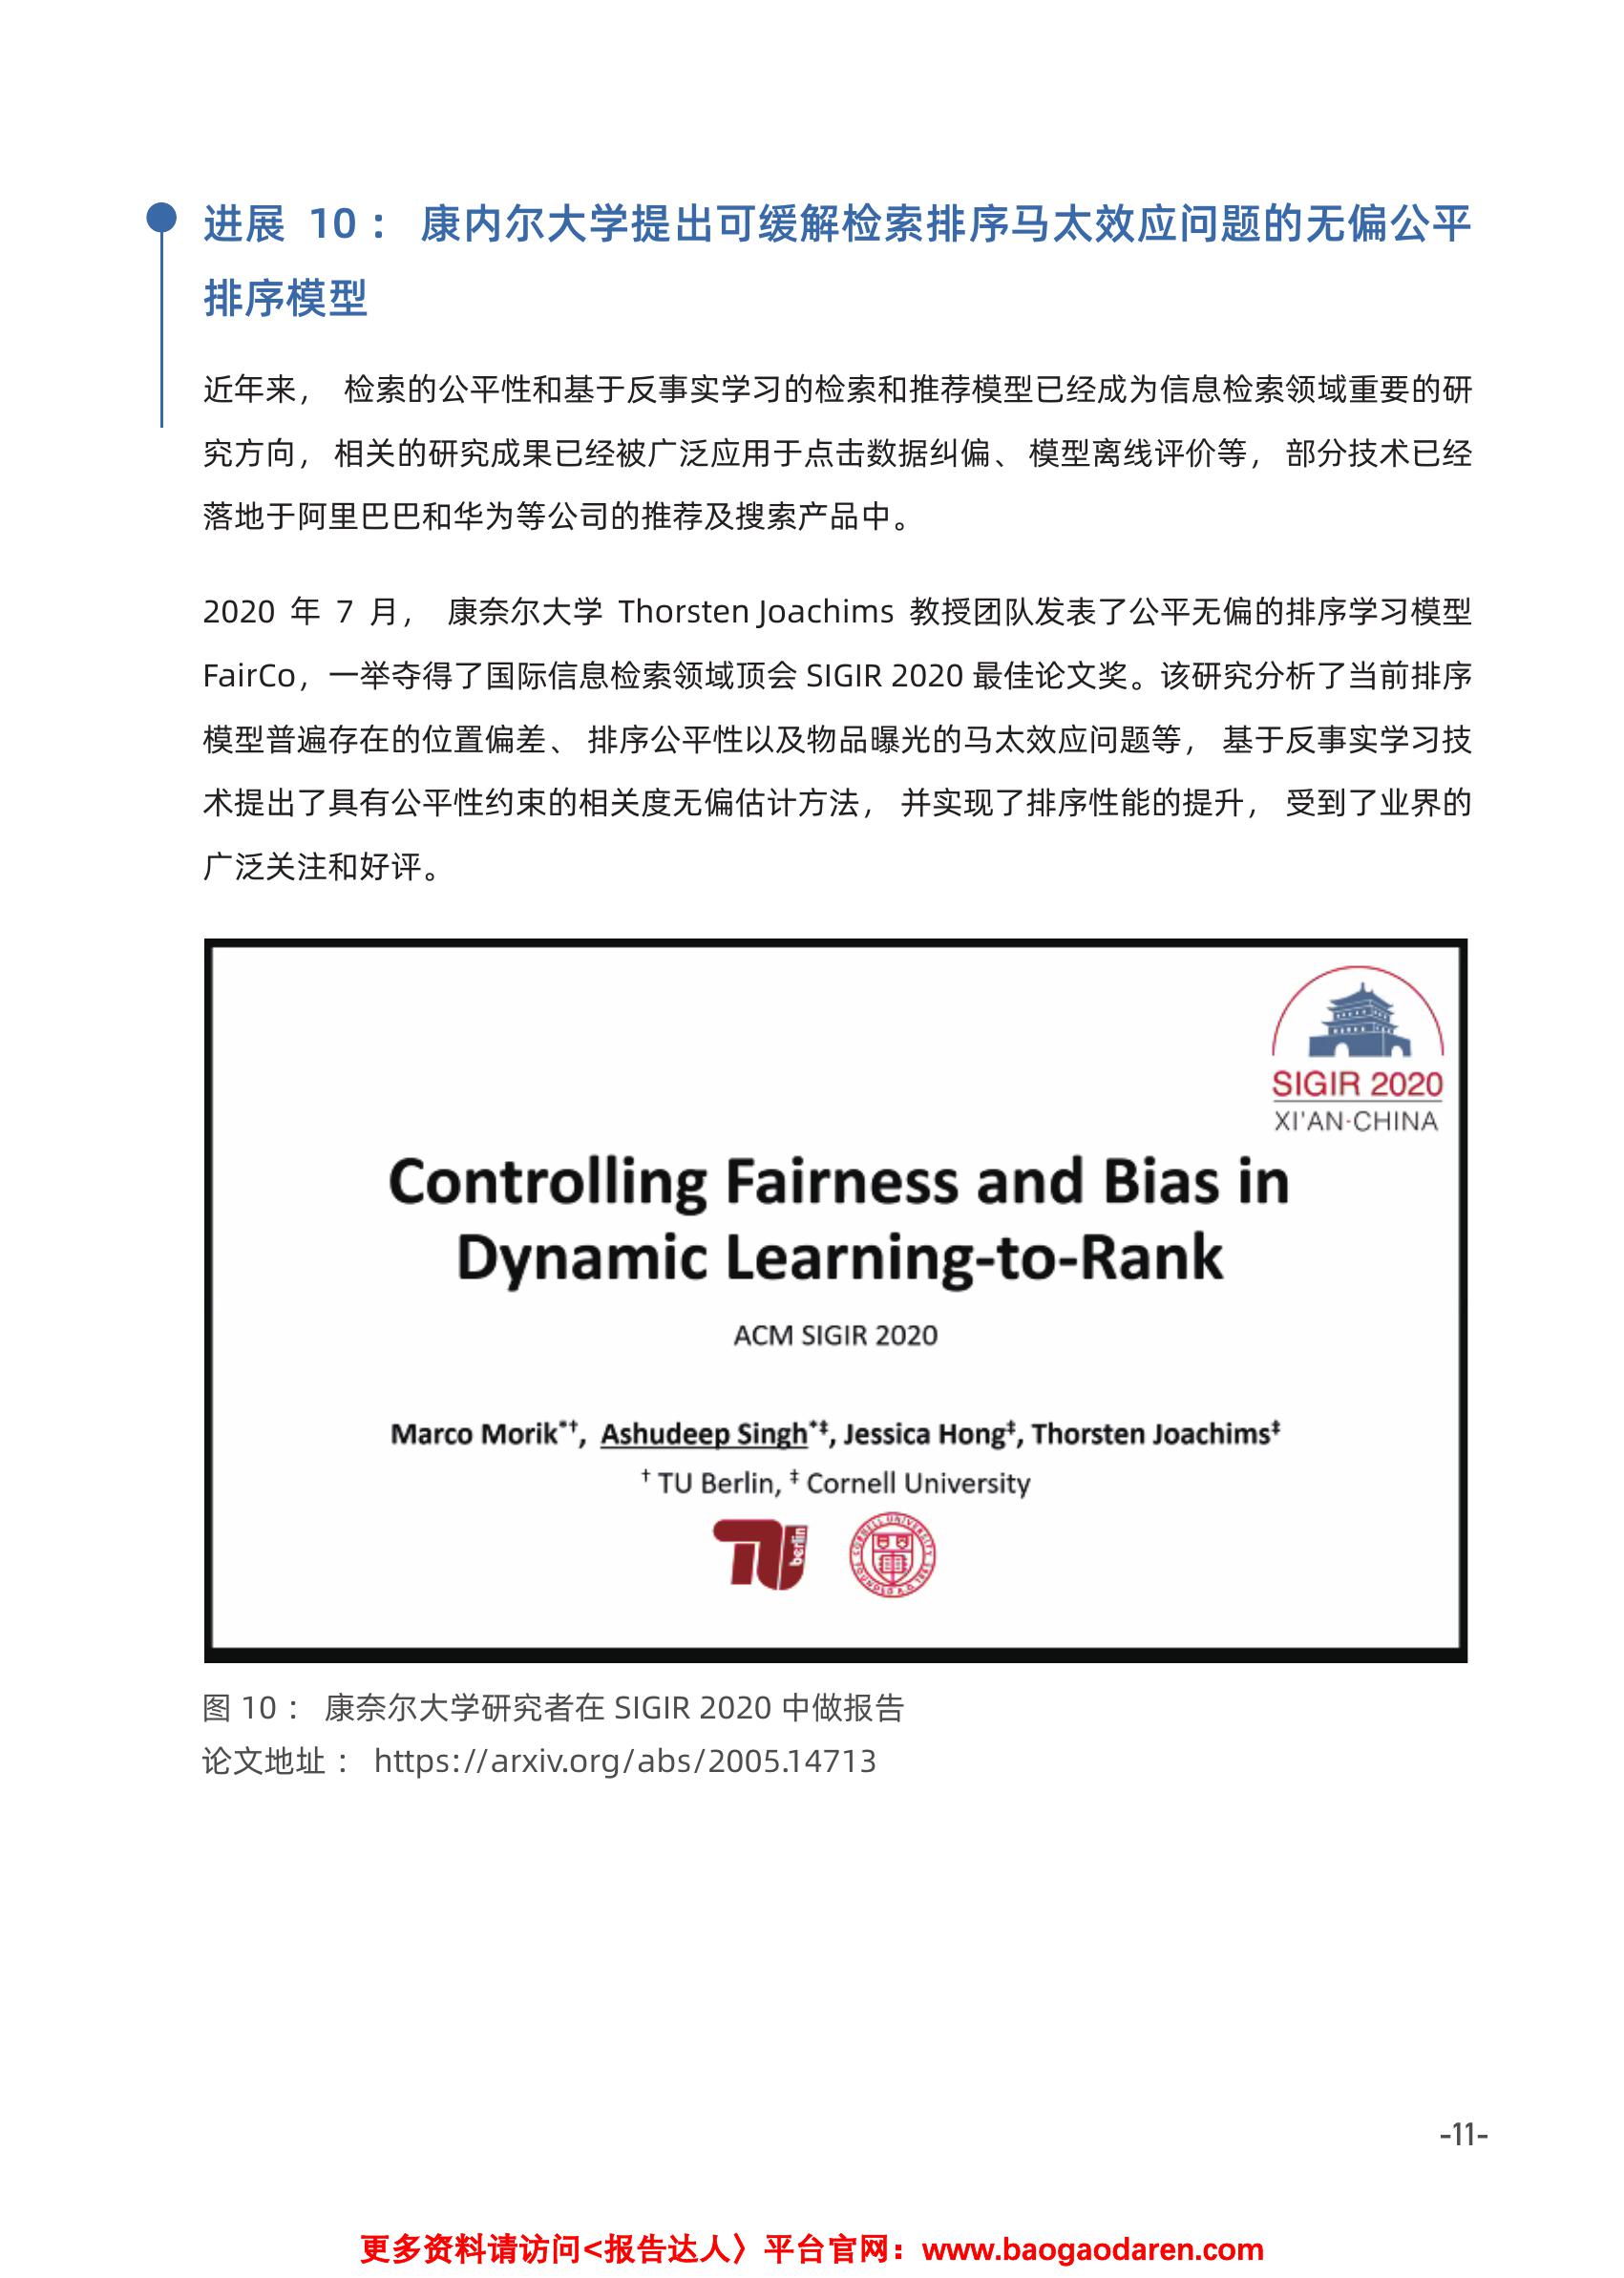 进展 10： 康内尔大学提出可缓解检索排序马太效应问题的无偏公平
排序模型
近年来， 检索的公平性和基于反事实学习的检索和推荐模型已经成为信息检索领域重要的研
究方向， 相关的研究成果已经被广泛应用于点击数据纠偏、 模型离线评价等， 部分技术已经
落地于阿里巴巴和华为等公司的推荐及搜索产品中。
2020 年 7 月， 康奈尔大学 Thorsten Joachims 教授团队发表了公平无偏的排序学习模型
FairCo，一举夺得了国际信息检索领域顶会 SIGIR 2020 最佳论文奖。该研究分析了当前排序
模型普遍存在的位置偏差、 排序公平性以及物品曝光的马太效应问题等， 基于反事实学习技
术提出了具有公平性约束的相关度无偏估计方法， 并实现了排序性能的提升， 受到了业界的
广泛关注和好评。
SIGIR 2020
XI'AN·CHINA
Controlling Fairness and Bias in
Dynamic Learning-to-Rank
ACM SIGIR 2020
Marco Morik*†, Ashudeep Singh*‡, Jessica Hong‡, Thorsten Joachims‡
† TU Berlin, ‡ Cornell University
TU berlin
CORNELL UNIVERSITY FOUNDED A.D. 1865
图 10： 康奈尔大学研究者在 SIGIR 2020 中做报告
论文地址： https://arxiv.org/abs/2005.14713
-11-
更多资料请访问<报告达人〉平台官网：www.baogaodaren.com